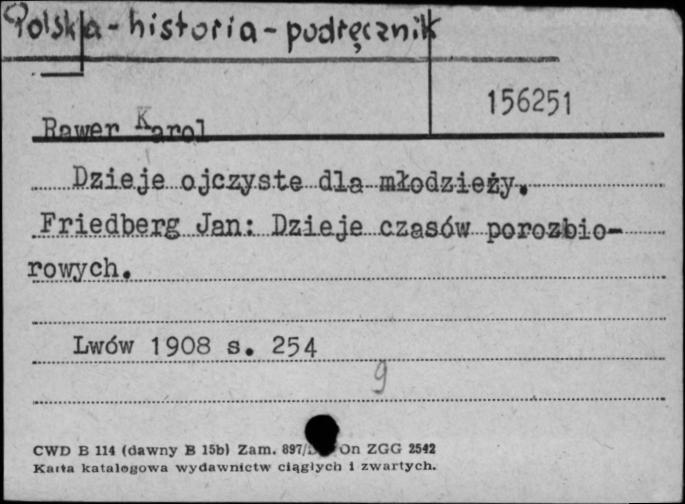 Polska - historia - podręcznik
156251
Rawer Karol
Dzieje ojczyste dla młodzieży.
Friedberg Jan: Dzieje czasów porozbio-
rowych.
Lwów 1908 s. 254
9
CWD B 114 (dawny B 15b) Zam. 897/ On ZGG 2542
Karta katalogowa wydawnictw ciągłych i zwartych.